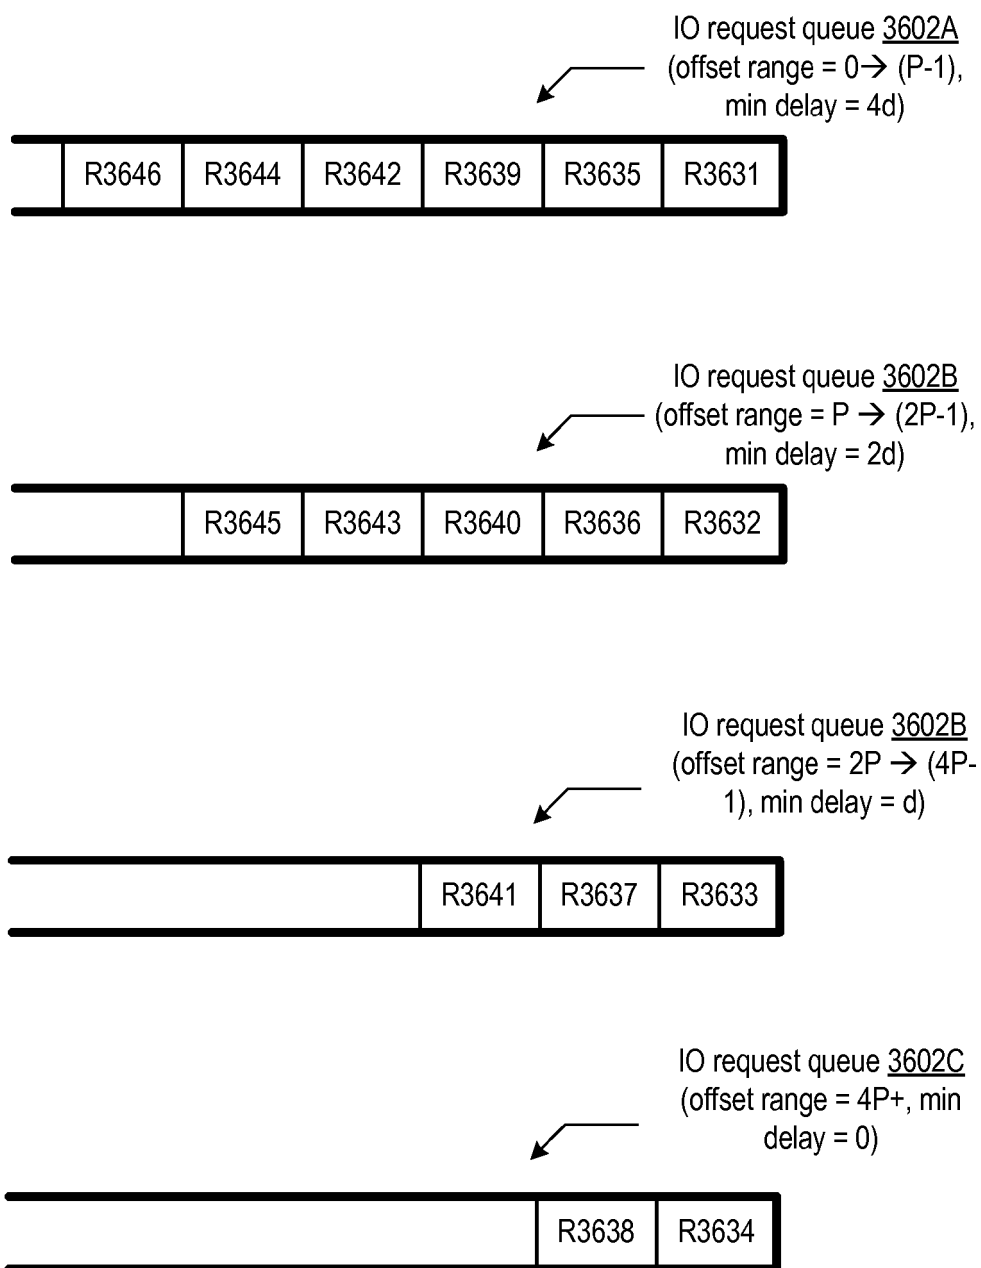 IO request queue 3602A
(offset range = 0→ (P-1),
min delay = 4d)
R3646 R3644 R3642 R3639 R3635 R3631
IO request queue 3602B
(offset range = P → (2P-1),
min delay = 2d)
R3645 R3643 R3640 R3636 R3632
IO request queue 3602B
(offset range = 2P → (4P-
1), min delay = d)
R3641 R3637 R3633
IO request queue 3602C
(offset range = 4P+, min
delay = 0)
R3638 R3634